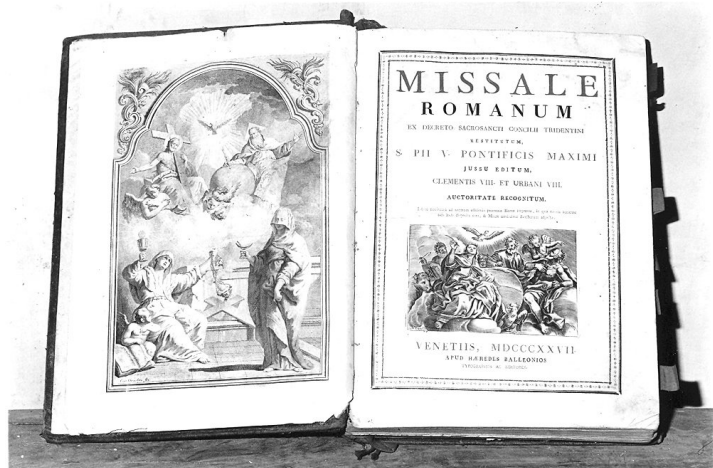 MISSALE
ROMANUM
EX DECRETO SACROSANCTI CONCILII TRIDENTINI
RESTITUTUM,
S· PII V· PONTIFICIS MAXIMI
JUSSU EDITUM,
CLEMENTIS VIII· ET URBANI VIII.
AUCTORITATE RECOGNITUM.
VENETIIS, MDCCCXXVII·
APUD HÆREDES BALLEONIOS